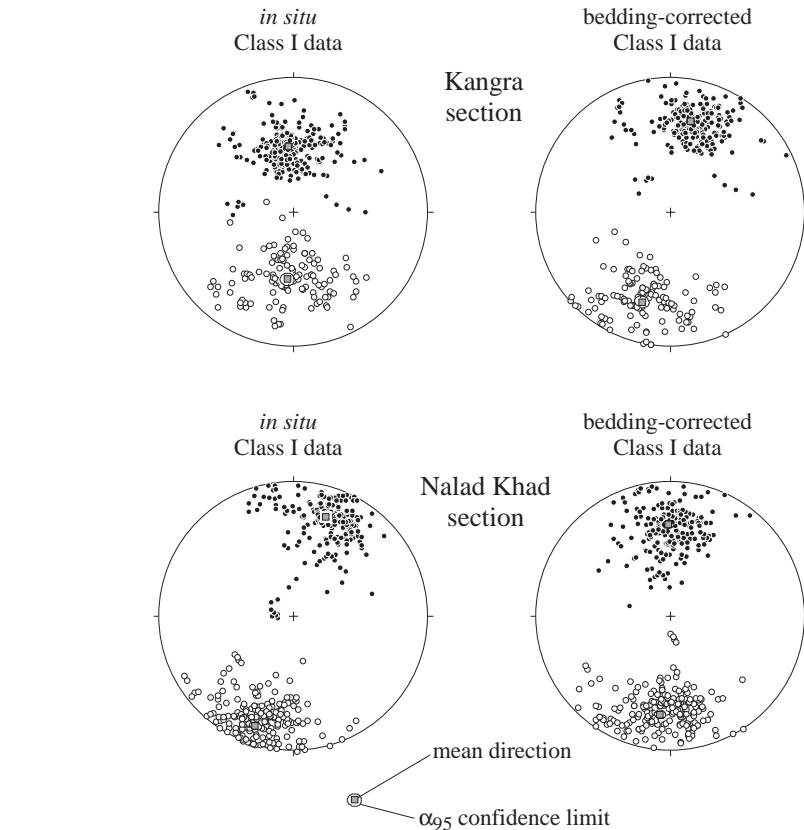 in situ
Class I data
bedding-corrected
Class I data
Kangra
section
in situ
Class I data
bedding-corrected
Class I data
Nalad Khad
section
mean direction
α95 confidence limit